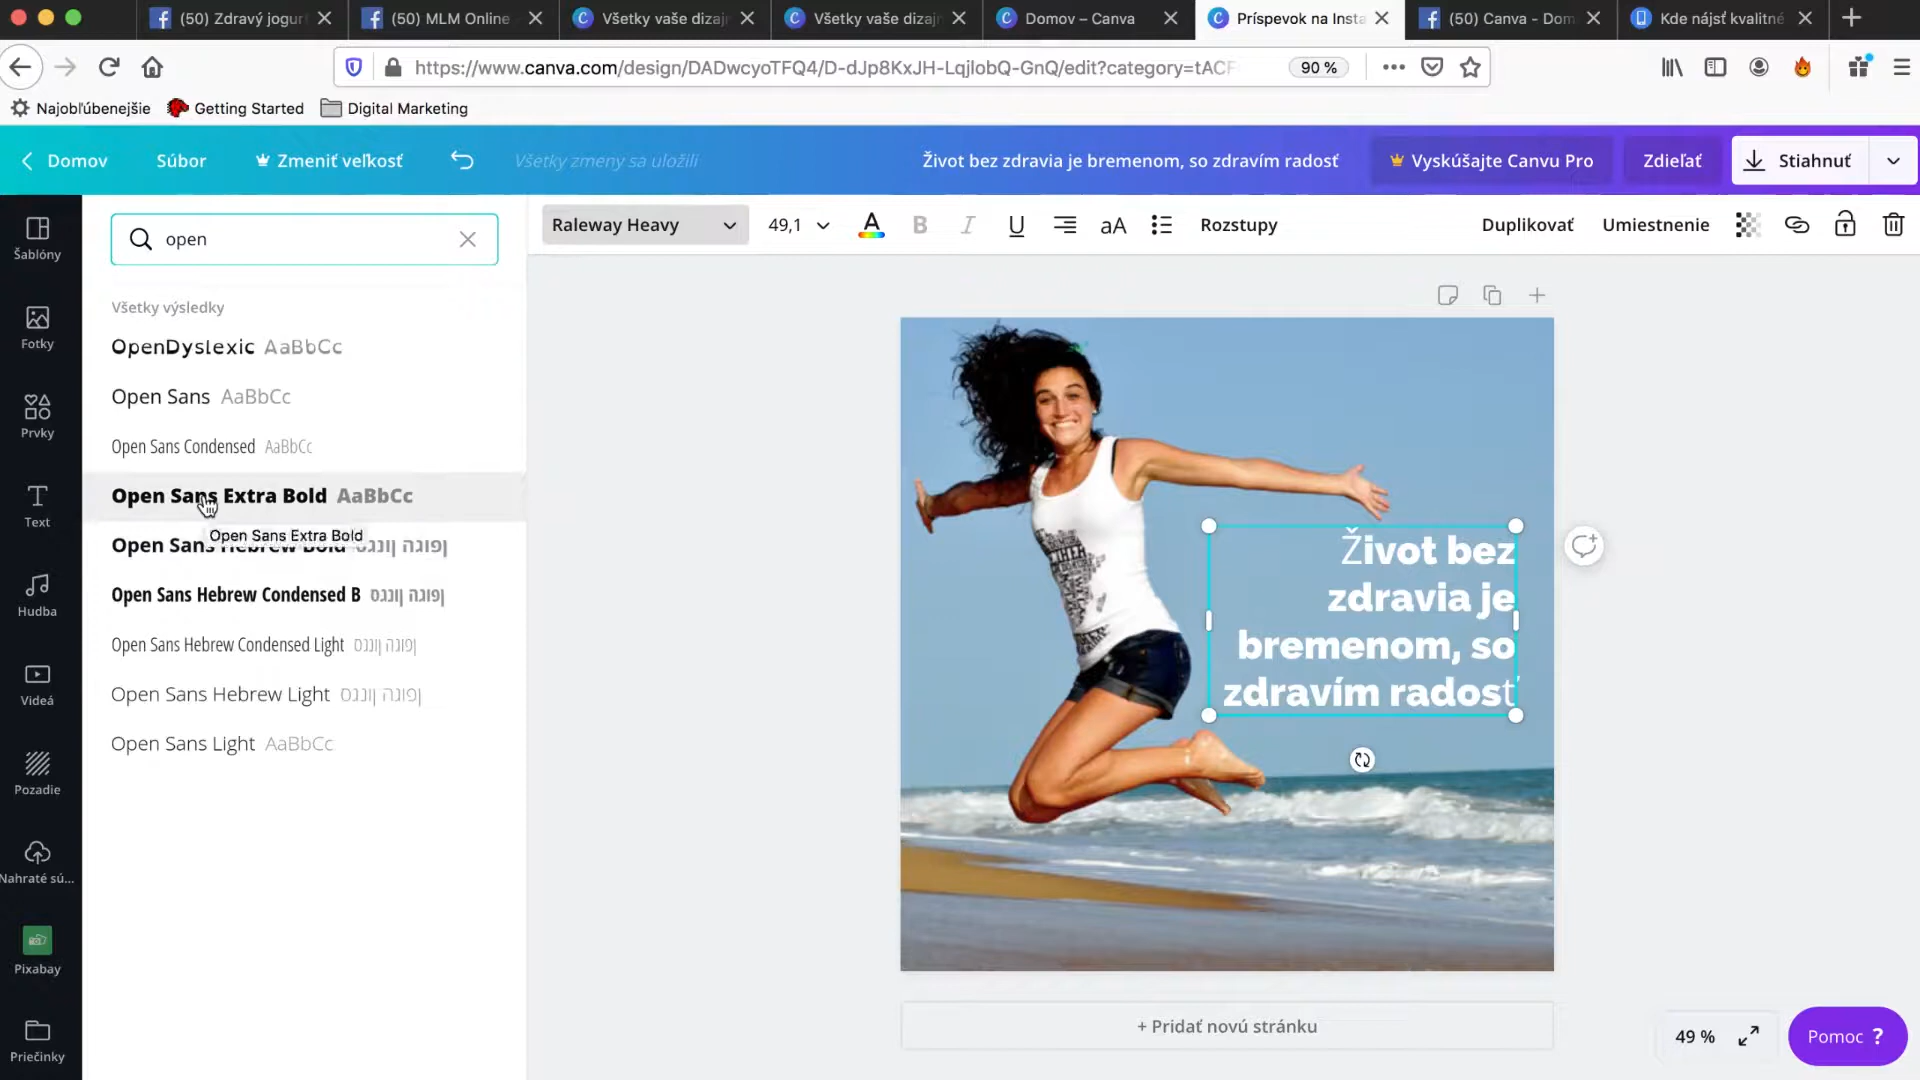 (50) Zdravý jogur
(50) MLM Online
Všetky vaše dizaj
Všetky vaše dizaj
Domov – Canva
Príspevok na Insta
(50) Canva - Dom
Kde nájsť kvalitné
https://www.canva.com/design/DADwcyoTFQ4/D-dJp8KxJH-LqjlobQ-GnQ/edit?category=tACF
90 %
Najobľúbenejšie
Getting Started
Digital Marketing
Domov
Súbor
Zmeniť veľkosť
Všetky zmeny sa uložili
Život bez zdravia je bremenom, so zdravím radosť
Vyskúšajte Canvu Pro
Zdieľať
Stiahnuť
open
Raleway Heavy
49,1
A
B
I
U
aA
Rozstupy
Duplikovať
Umiestnenie
Šablóny
Fotky
Prvky
Text
Hudba
Videá
Pozadie
Nahraté sú...
Pixabay
Priečinky
Všetky výsledky
OpenDyslexic AaBbCc
Open Sans AaBbCc
Open Sans Condensed AaBbCc
Open Sans Extra Bold AaBbCc
Open Sans Extra Bold
Open Sans Hebrew Bold
Open Sans Hebrew Condensed B
Open Sans Hebrew Condensed Light
Open Sans Hebrew Light
Open Sans Light AaBbCc
Život bez
zdravia je
bremenom, so
zdravím radosť
+ Pridať novú stránku
49 %
Pomoc ?